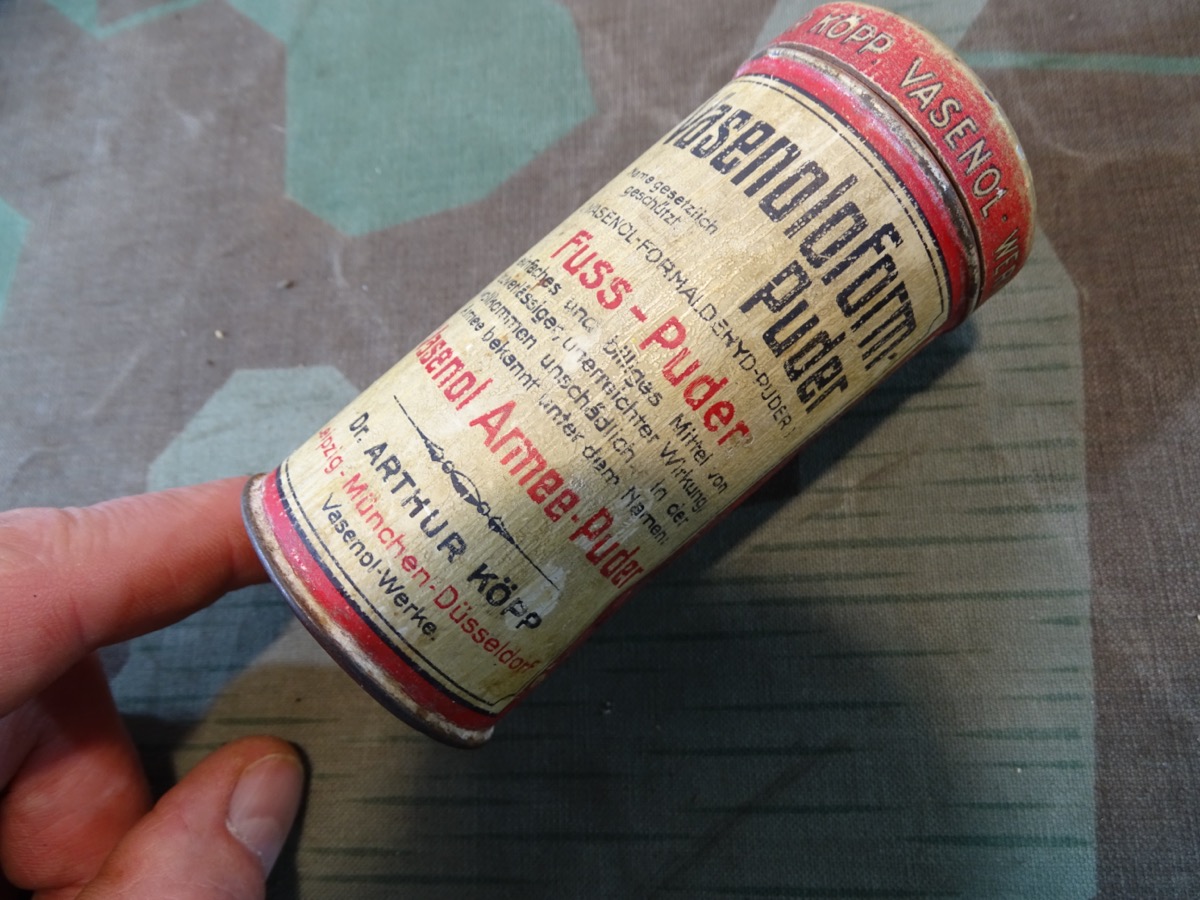 KÖPP, VASENOL
Vasenoloform-
Puder
Name gesetzlich
geschützt.
VASENOL-FORMALDEHYD-PUDER
Fuss-Puder
einfaches und billiges Mittel von
zuverlässiger, unerreichter Wirkung,
vollkommen unschädlich, in der
Armee bekannt unter dem Namen:
Vasenol Armee-Puder
Dr. ARTHUR KÖPP
Leipzig-München-Düsseldorf
Vasenol-Werke.